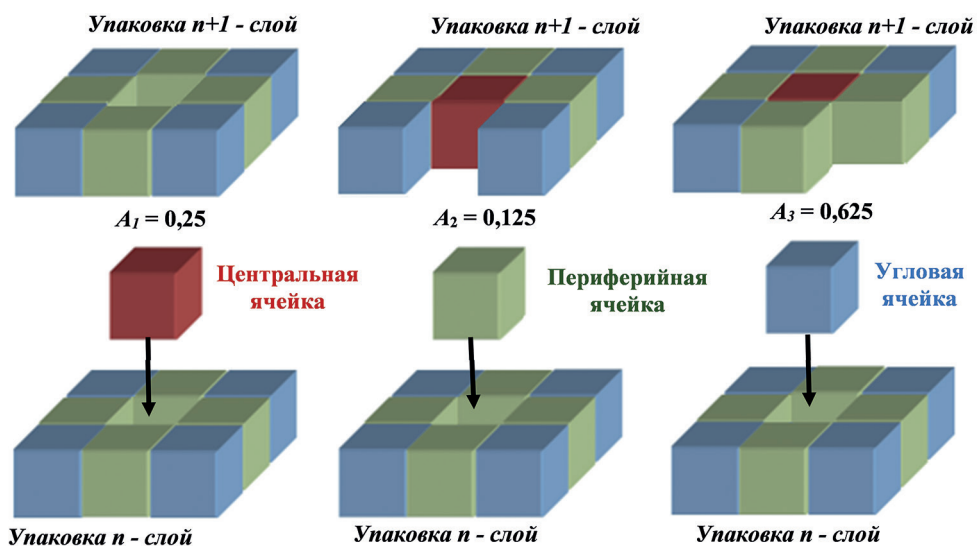 Упаковка n+1 - слой
Упаковка n+1 - слой
Упаковка n+1 - слой
A1 = 0,25
A2 = 0,125
A3 = 0,625
Центральная
ячейка
Периферийная
ячейка
Угловая
ячейка
Упаковка n - слой
Упаковка n - слой
Упаковка n - слой